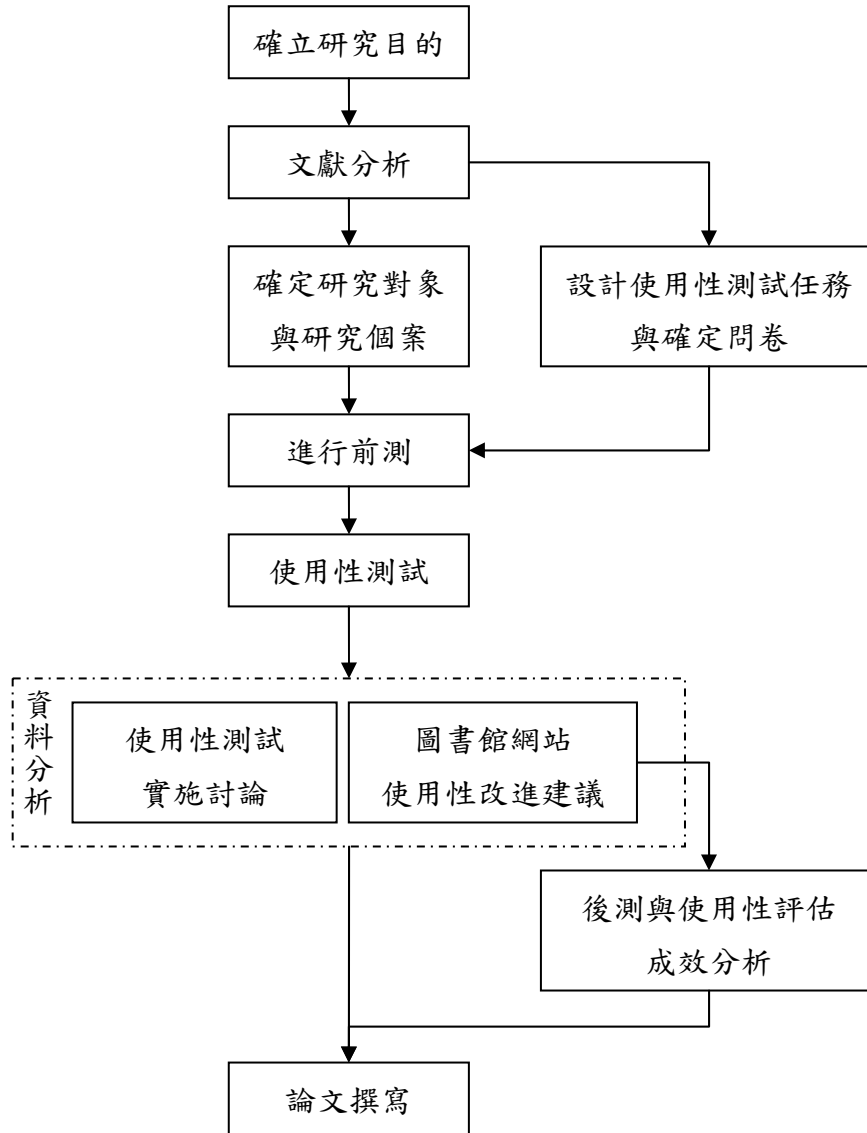 確立研究目的
文獻分析
確定研究對象
與研究個案
設計使用性測試任務
與確定問卷
進行前測
使用性測試
資料分析
使用性測試
實施討論
圖書館網站
使用性改進建議
後測與使用性評估
成效分析
論文撰寫